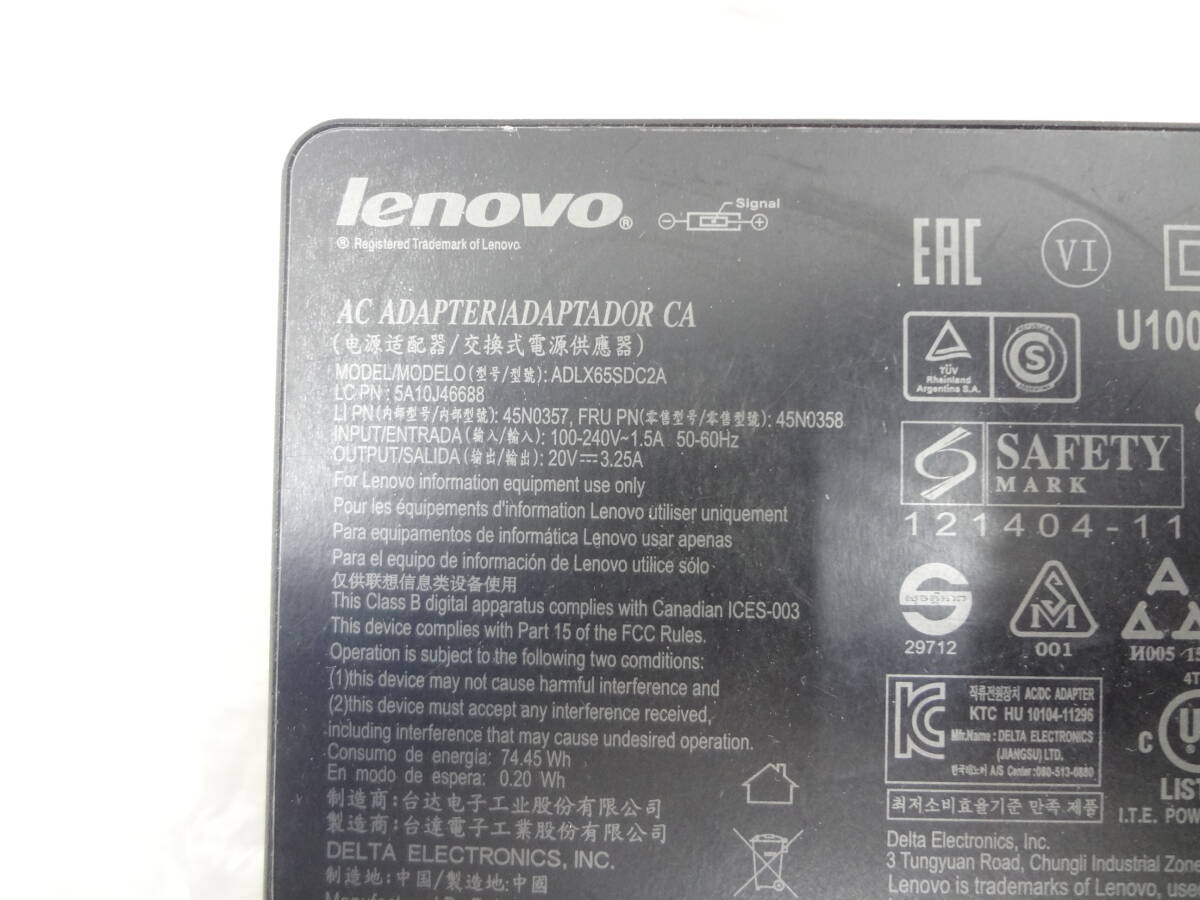 lenovo®
Signal
® Registered Trademark of Lenovo
AC ADAPTER/ADAPTADOR CA
(电源适配器/交換式電源供應器)
MODEL/MODELO (型号/型號): ADLX65SDC2A
LC PN : 5A10J46688
LI PN(内部型号/内部型號): 45N0357, FRU PN(零售型号/零售型號): 45N0358
INPUT/ENTRADA (输入/輸入): 100-240V~1.5A 50-60Hz
OUTPUT/SALIDA (输出/輸出): 20V⎓3.25A
For Lenovo information equipment use only
Pour les équipements d'information Lenovo utiliser uniquement
Para equipamentos de informática Lenovo usar apenas
Para el equipo de información de Lenovo utilice sólo
仅供联想信息类设备使用
This Class B digital apparatus complies with Canadian ICES-003
This device complies with Part 15 of the FCC Rules.
Operation is subject to the following two comditions:
(1)this device may not cause harmful interference and
(2)this device must accept any interference received,
including interference that may cause undesired operation.
Consumo de energía: 74.45 Wh
En modo de espera: 0.20 Wh
制造商:台达电子工业股份有限公司
製造商:台達電子工業股份有限公司
DELTA ELECTRONICS, INC.
制造地:中国/製造地:中國
EAC
VI
U100
TÜV
Rheinland
Argentina S.A.
S
SAFETY
MARK
121404-11
29712
001
И005
KC
직류전원장치 AC/DC ADAPTER
KTC HU 10104-11296
Mfr.Name : DELTA ELECTRONICS
(JIANGSU) LTD.
한국레노버 A/S Center:080-513-0880
최저소비효율기준 만족 제품
C
LIST
I.T.E. POW
Delta Electronics, Inc.
3 Tungyuan Road, Chungli Industrial Zone
Lenovo is trademarks of Lenovo, use